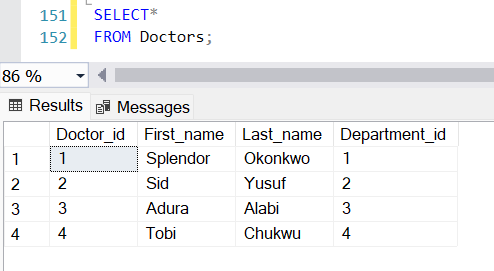 151 SELECT*
152 FROM Doctors;
86 %
Results Messages
Doctor_id First_name Last_name Department_id
1 1 Splendor Okonkwo 1
2 2 Sid Yusuf 2
3 3 Adura Alabi 3
4 4 Tobi Chukwu 4